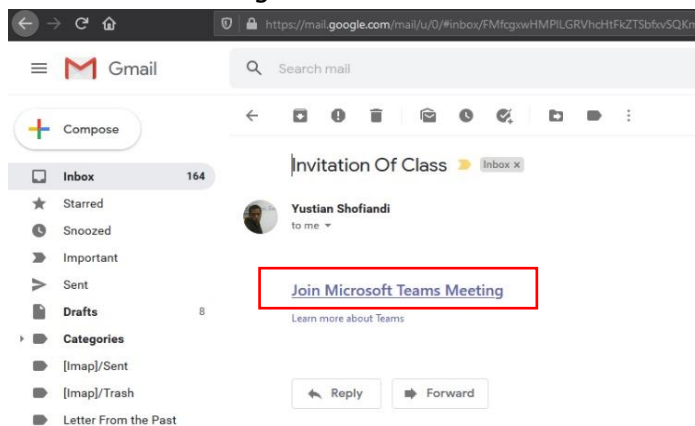 https://mail.google.com/mail/u/0/#inbox/FMfcgxwHMPlLGRVhcHtFkZTSbfxvSQKn
Gmail
Search mail
Compose
Invitation Of Class Inbox x
Inbox 164
Starred
Yustian Shofiandi
to me
Snoozed
Important
Sent
Join Microsoft Teams Meeting
Drafts 8
Learn more about Teams
Categories
[Imap]/Sent
[Imap]/Trash
Reply Forward
Letter From the Past